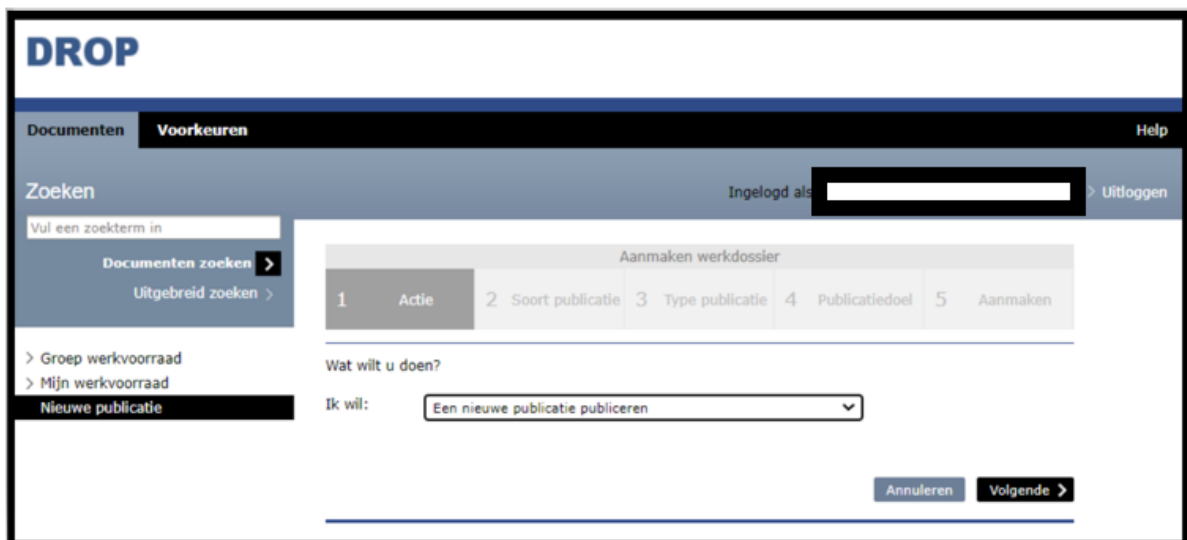 DROP
Documenten Voorkeuren Help
Zoeken
Ingelogd als > Uitloggen
Vul een zoekterm in
Documenten zoeken >
Uitgebreid zoeken >
Aanmaken werkdossier
1 Actie 2 Soort publicatie 3 Type publicatie 4 Publicatiedoel 5 Aanmaken
> Groep werkvoorraad
> Mijn werkvoorraad
Nieuwe publicatie
Wat wilt u doen?
Ik wil: Een nieuwe publicatie publiceren
Annuleren Volgende >